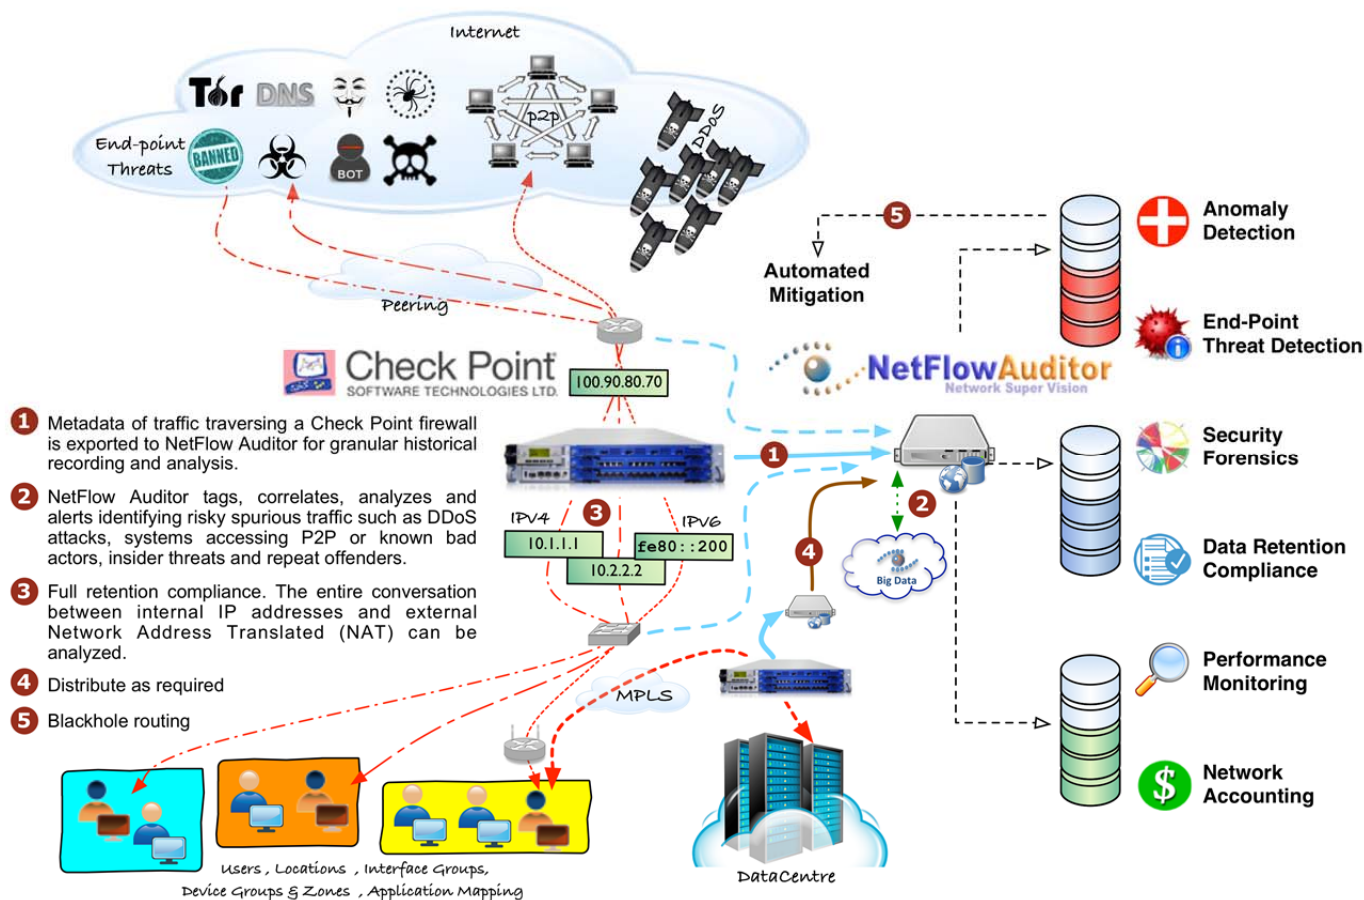 Internet
Tor DNS
p2p
DDoS
End-point
Threats
BANNED
BOT
Peering
5
Automated
Mitigation
Anomaly
Detection
End-Point
Threat Detection
Check Point
SOFTWARE TECHNOLOGIES LTD.
100.90.80.70
NetFlowAuditor
Network Super Vision
1 Metadata of traffic traversing a Check Point firewall
is exported to NetFlow Auditor for granular historical
recording and analysis.
2 NetFlow Auditor tags, correlates, analyzes and
alerts identifying risky spurious traffic such as DDoS
attacks, systems accessing P2P or known bad
actors, insider threats and repeat offenders.
3 Full retention compliance. The entire conversation
between internal IP addresses and external
Network Address Translated (NAT) can be
analyzed.
4 Distribute as required
5 Blackhole routing
1
Security
Forensics
3
IPV4
IPV6
10.1.1.1
fe80::200
10.2.2.2
2
4
Big Data
Data Retention
Compliance
MPLS
Performance
Monitoring
$
Network
Accounting
Users , Locations , Interface Groups,
Device Groups & Zones , Application Mapping
DataCentre